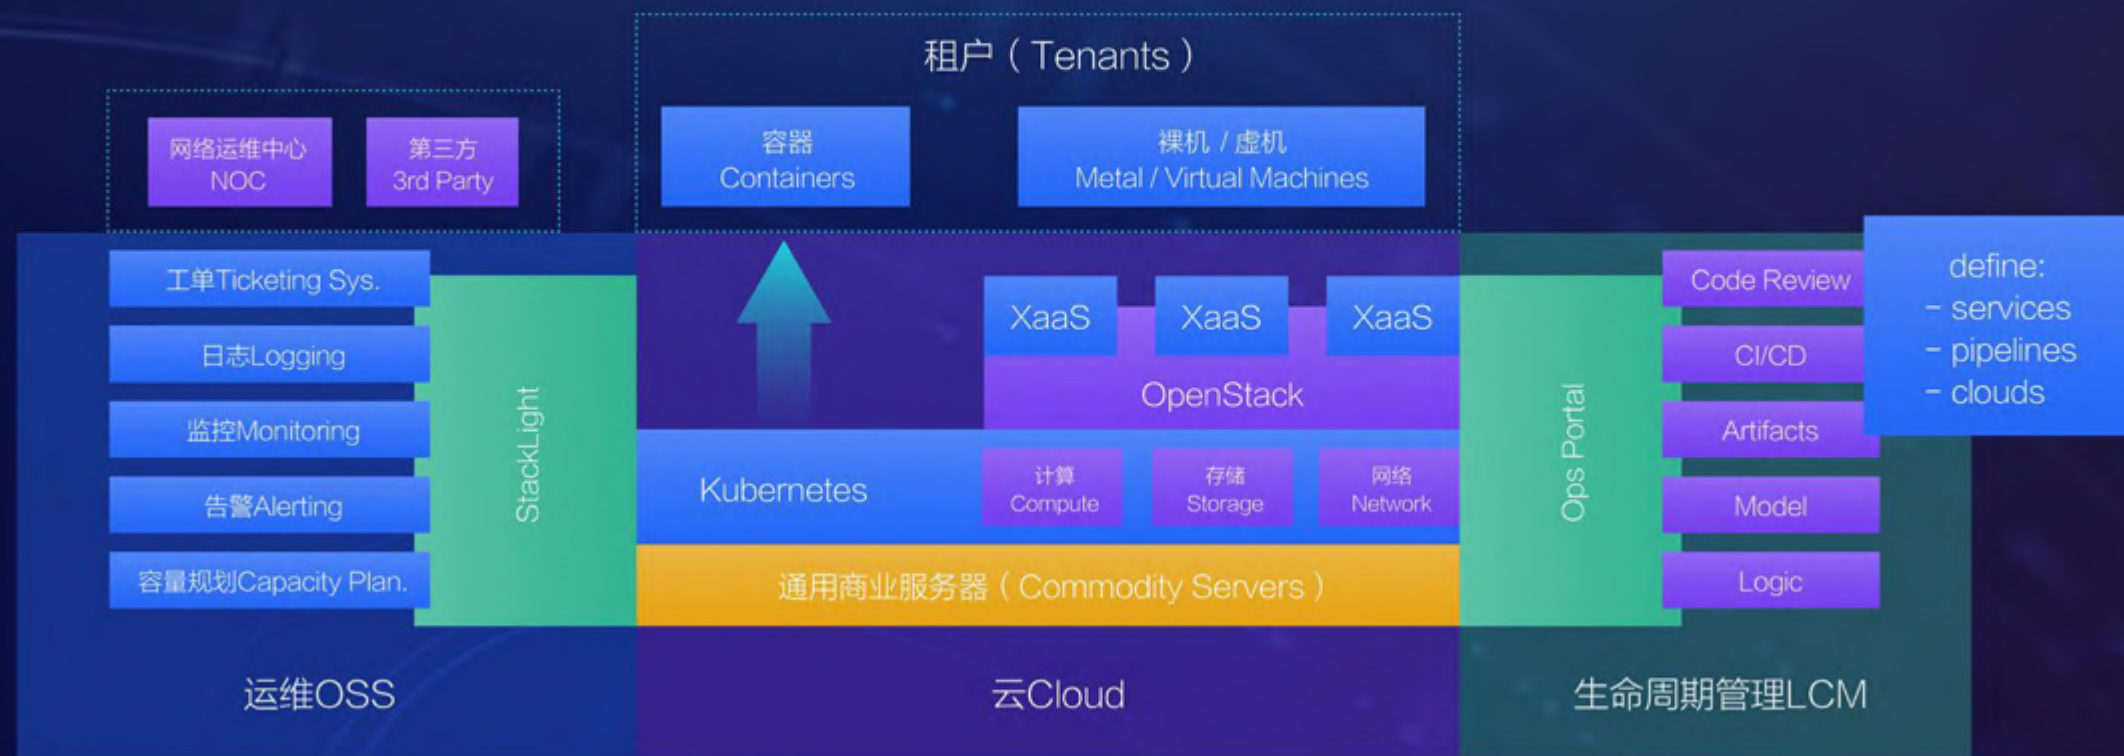 租户（Tenants）
网络运维中心
NOC
第三方
3rd Party
容器
Containers
裸机 / 虚机
Metal / Virtual Machines
工单Ticketing Sys.
日志Logging
监控Monitoring
告警Alerting
容量规划Capacity Plan.
StackLight
运维OSS
XaaS
XaaS
XaaS
OpenStack
Kubernetes
计算
Compute
存储
Storage
网络
Network
通用商业服务器（Commodity Servers）
云Cloud
Ops Portal
Code Review
CI/CD
Artifacts
Model
Logic
define:
- services
- pipelines
- clouds
生命周期管理LCM